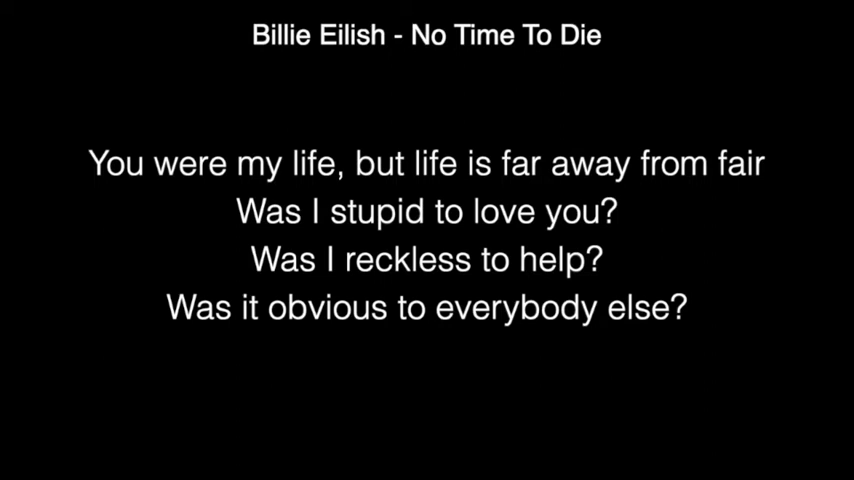 Billie Eilish - No Time To Die
You were my life, but life is far away from fair
Was I stupid to love you?
Was I reckless to help?
Was it obvious to everybody else?